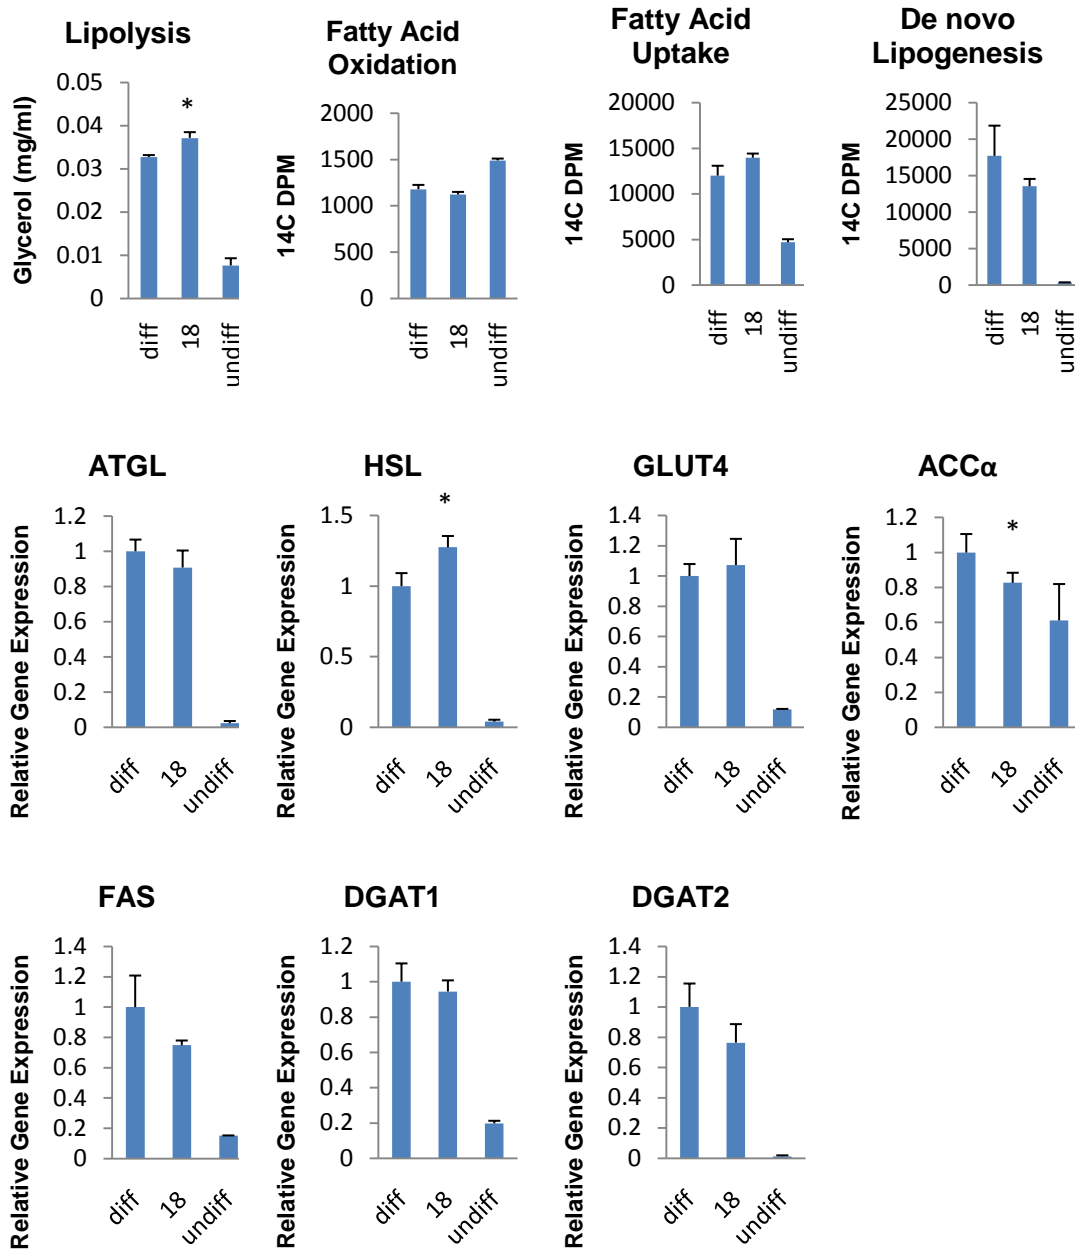 Lipolysis
Glycerol (mg/ml)
0.05
*
0.04
0.03
0.02
0.01
0
diff
18
undiff
Fatty Acid
Oxidation
14C DPM
2000
1500
1000
500
0
diff
18
undiff
Fatty Acid
Uptake
14C DPM
20000
15000
10000
5000
0
diff
18
undiff
De novo
Lipogenesis
14C DPM
25000
20000
15000
10000
5000
0
diff
18
undiff
ATGL
Relative Gene Expression
1.2
1
0.8
0.6
0.4
0.2
0
diff
18
undiff
HSL
*
Relative Gene Expression
1.5
1
0.5
0
diff
18
undiff
GLUT4
Relative Gene Expression
1.4
1.2
1
0.8
0.6
0.4
0.2
0
diff
18
undiff
ACCα
Relative Gene Expression
1.2
*
1
0.8
0.6
0.4
0.2
0
diff
18
undiff
FAS
Relative Gene Expression
1.4
1.2
1
0.8
0.6
0.4
0.2
0
diff
18
undiff
DGAT1
Relative Gene Expression
1.2
1
0.8
0.6
0.4
0.2
0
diff
18
undiff
DGAT2
Relative Gene Expression
1.4
1.2
1
0.8
0.6
0.4
0.2
0
diff
18
undiff